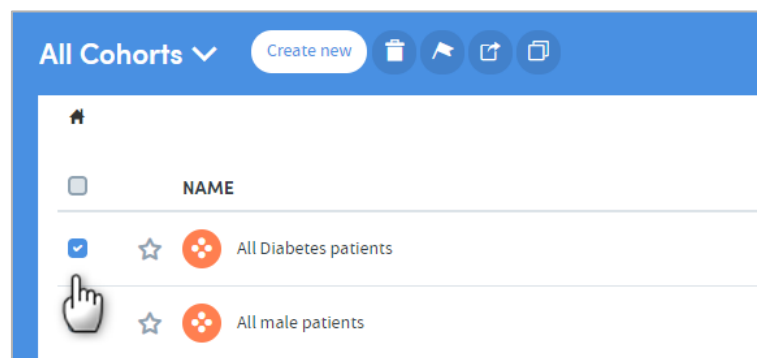 All Cohorts
Create new
NAME
All Diabetes patients
All male patients